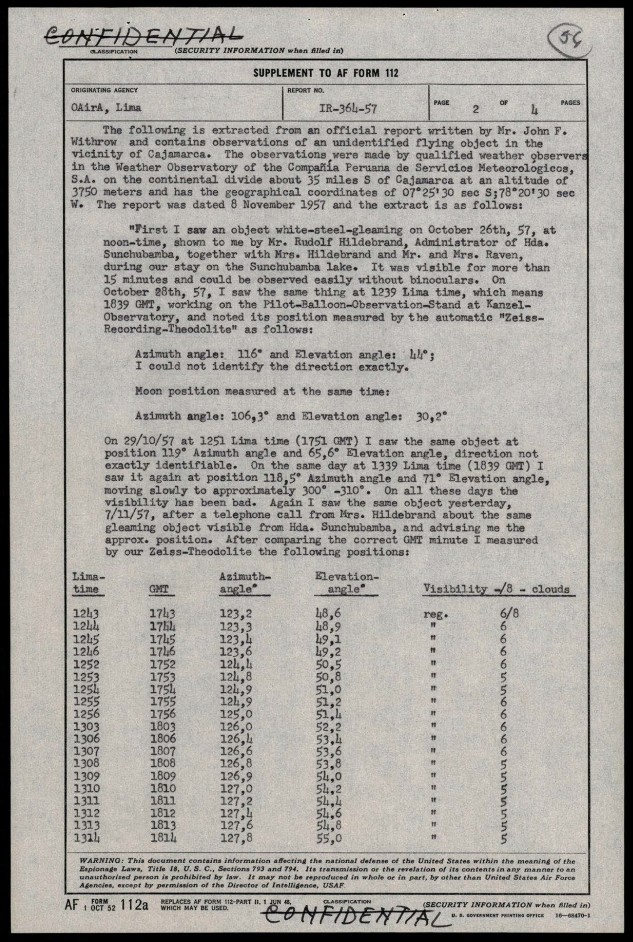 CONFIDENTIAL
CLASSIFICATION (SECURITY INFORMATION when filled in)
56
SUPPLEMENT TO AF FORM 112
ORIGINATING AGENCY REPORT NO.
OAirA, Lima IR-364-57 PAGE 2 OF 4 PAGES
The following is extracted from an official report written by Mr. John F.
Withrow and contains observations of an unidentified flying object in the
vicinity of Cajamarca. The observations were made by qualified weather observers
in the Weather Observatory of the Compañía Peruana de Servicios Meteorologicos,
S.A. on the continental divide about 35 miles S of Cajamarca at an altitude of
3750 meters and has the geographical coordinates of 07°25'30 sec S;78°20'30 sec
W. The report was dated 8 November 1957 and the extract is as follows:
"First I saw an object white-steel-gleaming on October 26th, 57, at
noon-time, shown to me by Mr. Rudolf Hildebrand, Administrator of Hda.
Sunchubamba, together with Mrs. Hildebrand and Mr. and Mrs. Raven,
during our stay on the Sunchubamba lake. It was visible for more than
15 minutes and could be observed easily without binoculars. On
October 28th, 57, I saw the same thing at 1239 Lima time, which means
1839 GMT, working on the Pilot-Balloon-Observation-Stand at Kanzel-
Observatory, and noted its position measured by the automatic "Zeiss-
Recording-Theodolite" as follows:
Azimuth angle: 116° and Elevation angle: 44°;
I could not identify the direction exactly.
Moon position measured at the same time:
Azimuth angle: 106,3° and Elevation angle: 30,2°
On 29/10/57 at 1251 Lima time (1751 GMT) I saw the same object at
position 119° Azimuth angle and 65,6° Elevation angle, direction not
exactly identifiable. On the same day at 1339 Lima time (1839 GMT) I
saw it again at position 118,5° Azimuth angle and 71° Elevation angle,
moving slowly to approximately 300° -310°. On all these days the
visibility has been bad. Again I saw the same object yesterday,
7/11/57, after a telephone call from Mrs. Hildebrand about the same
gleaming object visible from Hda. Sunchubamba, and advising me the
approx. position. After comparing the correct GMT minute I measured
by our Zeiss-Theodolite the following positions:
Lima- Azimuth- Elevation-
time GMT angle° angle° Visibility -/8 - clouds
1243 1743 123,2 48,6 reg. 6/8
1244 1744 123,3 48,9 " 6
1245 1745 123,4 49,1 " 6
1246 1746 123,6 49,2 " 6
1252 1752 124,4 50,5 " 6
1253 1753 124,8 50,8 " 5
1254 1754 124,9 51,0 " 5
1255 1755 124,9 51,2 " 6
1256 1756 125,0 51,4 " 6
1303 1803 126,0 52,2 " 6
1306 1806 126,4 53,4 " 6
1307 1807 126,6 53,6 " 6
1308 1808 126,8 53,8 " 5
1309 1809 126,9 54,0 " 5
1310 1810 127,0 54,2 " 5
1311 1811 127,2 54,4 " 5
1312 1812 127,4 54,6 " 5
1313 1813 127,6 54,8 " 5
1314 1814 127,8 55,0 " 5
WARNING: This document contains information affecting the national defense of the United States within the meaning of the
Espionage Laws, Title 18, U. S. C., Sections 793 and 794. Its transmission or the revelation of its contents in any manner to an
unauthorized person is prohibited by law. It may not be reproduced in whole or in part, by other than United States Air Force
Agencies, except by permission of the Director of Intelligence, USAF.
AF FORM 1 OCT 52 112a REPLACES AF FORM 112-PART II, 1 JUN 48, WHICH MAY BE USED. CLASSIFICATION (SECURITY INFORMATION when filled in)
CONFIDENTIAL
U. S. GOVERNMENT PRINTING OFFICE 16—68470-1